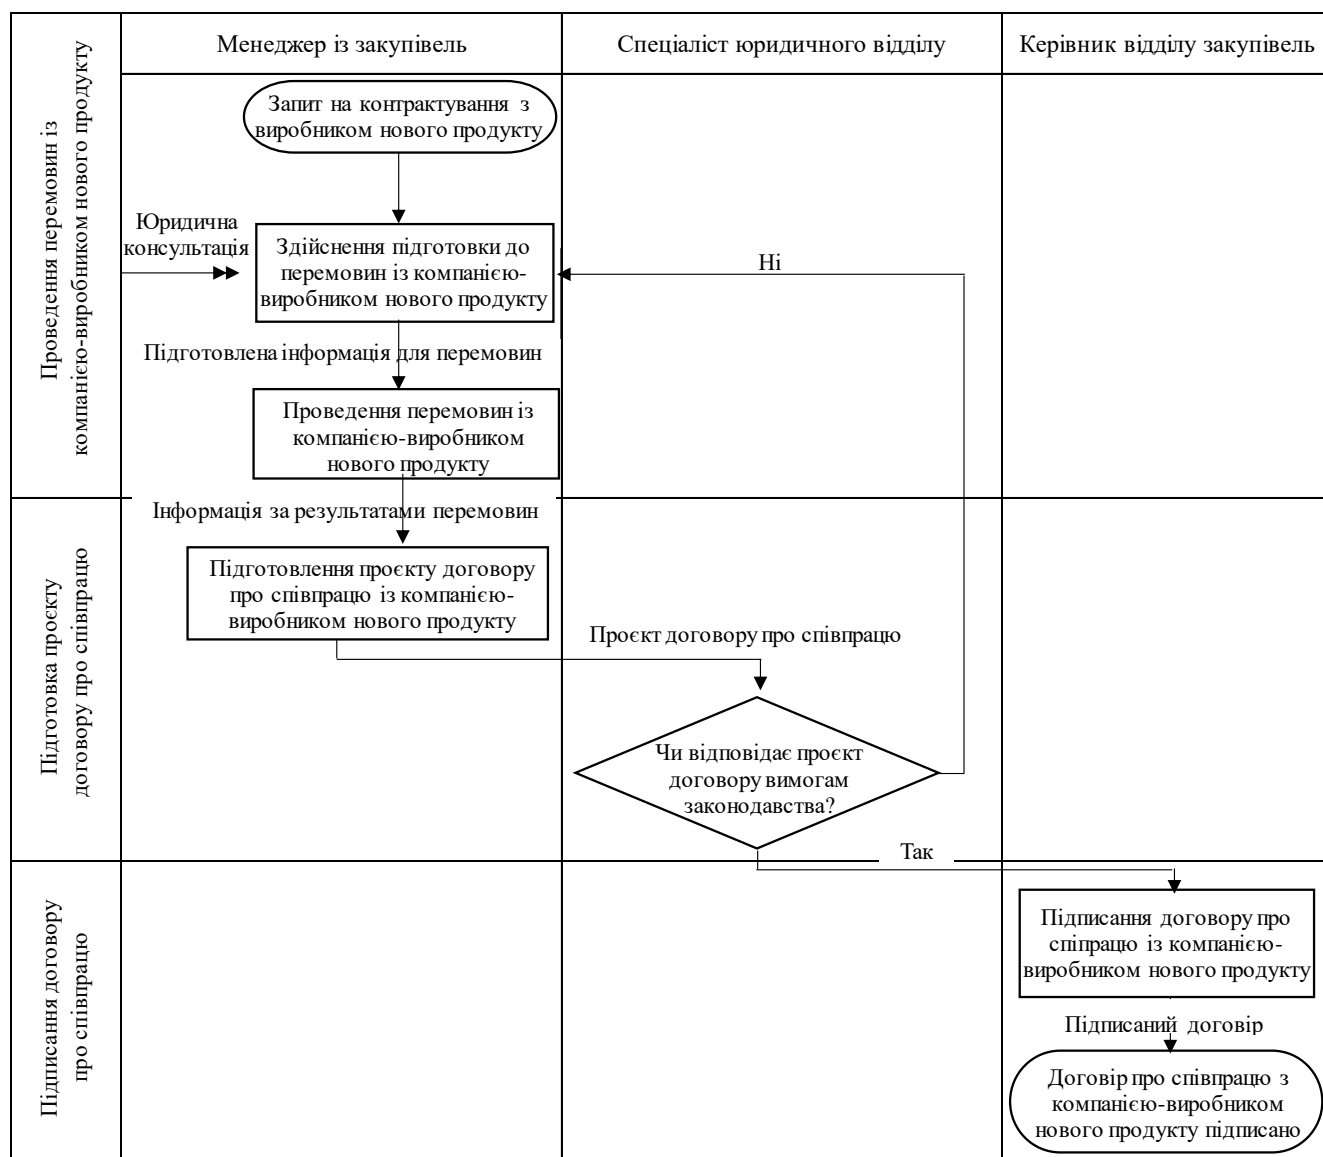 Менеджер із закупівель
Спеціаліст юридичного відділу
Керівник відділу закупівель
Проведення перемовин із
компанією-виробником нового продукту
Запит на контрактування з
виробником нового продукту
Юридична
консультація
Здійснення підготовки до
перемовин із компанією-
виробником нового продукту
Ні
Підготовлена інформація для перемовин
Проведення перемовин із
компанією-виробником
нового продукту
Підготовка проєкту
договору про співпрацю
Інформація за результатами перемовин
Підготовлення проєкту договору
про співпрацю із компанією-
виробником нового продукту
Проєкт договору про співпрацю
Чи відповідає проєкт
договору вимогам
законодавства?
Так
Підписання договору
про співпрацю
Підписання договору про
спіпрацю із компанією-
виробником нового продукту
Підписаний договір
Договір про співпрацю з
компанією-виробником
нового продукту підписано